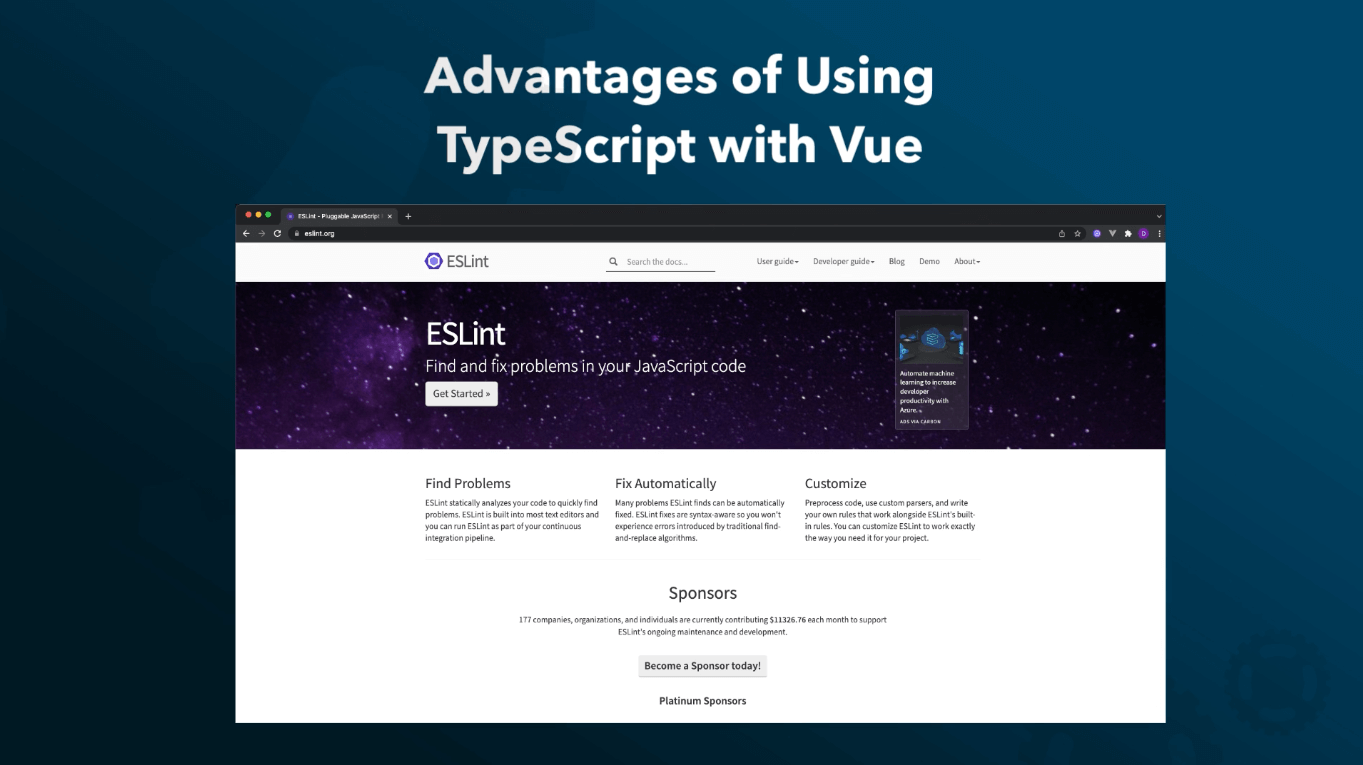 Advantages of Using
TypeScript with Vue
ESLint - Pluggable JavaScript
eslint.org
D
ESLint
Search the docs...
User guide
Developer guide
Blog
Demo
About
ESLint
Find and fix problems in your JavaScript code
Get Started »
Automate machine
learning to increase
developer
productivity with
Azure.
ADS VIA CARBON
Find Problems
ESLint statically analyzes your code to quickly find
problems. ESLint is built into most text editors and
you can run ESLint as part of your continuous
integration pipeline.
Fix Automatically
Many problems ESLint finds can be automatically
fixed. ESLint fixes are syntax-aware so you won't
experience errors introduced by traditional find-
and-replace algorithms.
Customize
Preprocess code, use custom parsers, and write
your own rules that work alongside ESLint's built-
in rules. You can customize ESLint to work exactly
the way you need it for your project.
Sponsors
177 companies, organizations, and individuals are currently contributing $11326.76 each month to support
ESLint's ongoing maintenance and development.
Become a Sponsor today!
Platinum Sponsors